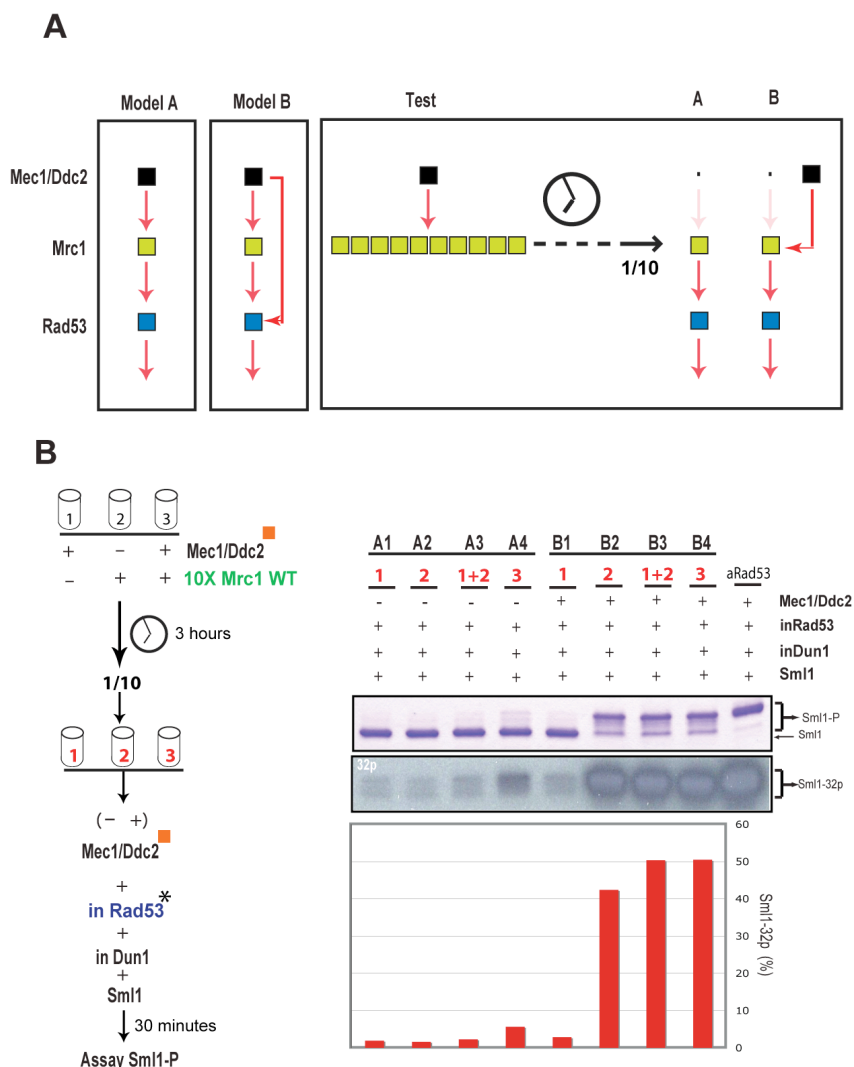 A
Model A
Model B
Test
A
B
Mec1/Ddc2
Mrc1
Rad53
1/10
B
1 2 3
+ – + Mec1/Ddc2
– + + 10X Mrc1 WT
3 hours
1/10
1 2 3
(– +)
Mec1/Ddc2
+
in Rad53*
+
in Dun1
+
Sml1
30 minutes
Assay Sml1-P
A1 A2 A3 A4 B1 B2 B3 B4
1 2 1+2 3 1 2 1+2 3 aRad53
- - - - + + + + + Mec1/Ddc2
+ + + + + + + + + inRad53
+ + + + + + + + + inDun1
+ + + + + + + + + Sml1
Sml1-P
Sml1
32p
Sml1-32p
60
50
40
30
20
10
0
Sml1-32p (%)